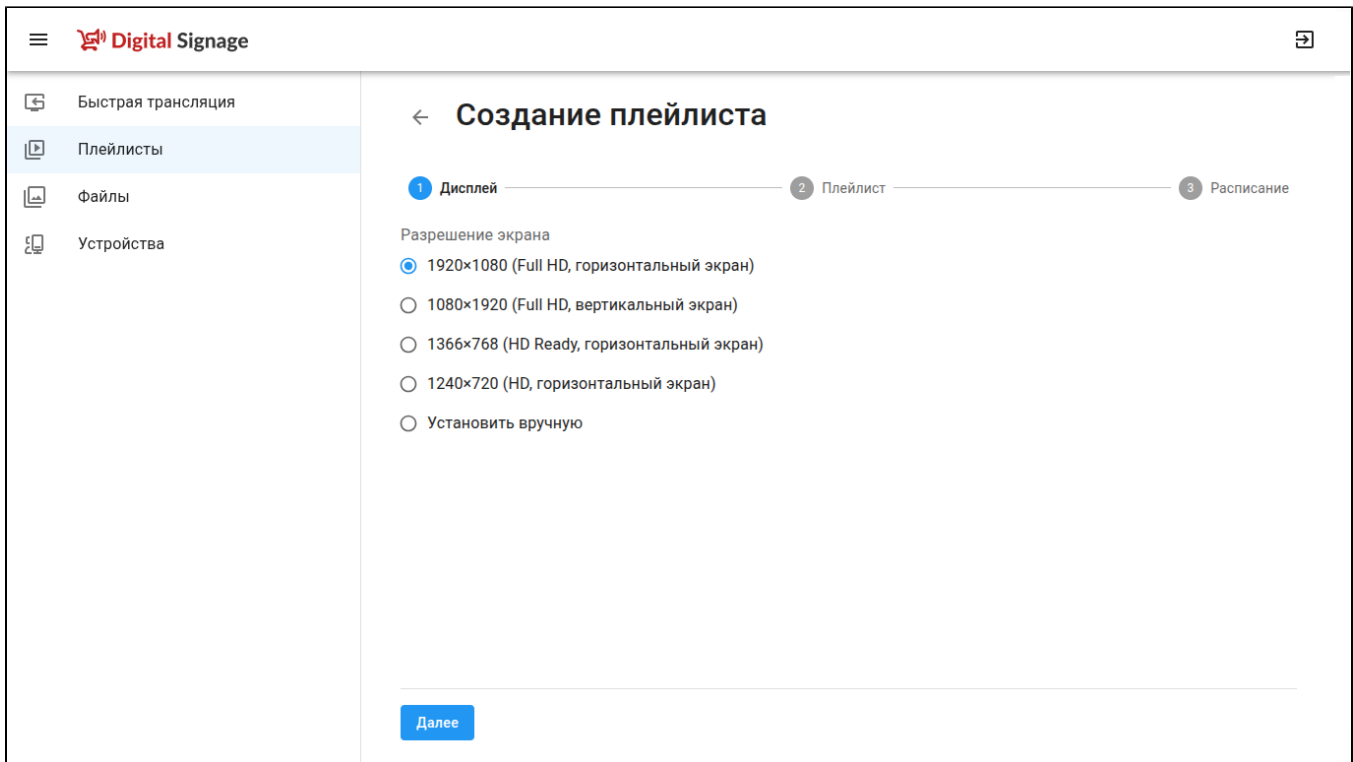 Digital Signage
Быстрая трансляция
Плейлисты
Файлы
Устройства
Создание плейлиста
1 Дисплей 2 Плейлист 3 Расписание
Разрешение экрана
1920×1080 (Full HD, горизонтальный экран)
1080×1920 (Full HD, вертикальный экран)
1366×768 (HD Ready, горизонтальный экран)
1240×720 (HD, горизонтальный экран)
Установить вручную
Далее